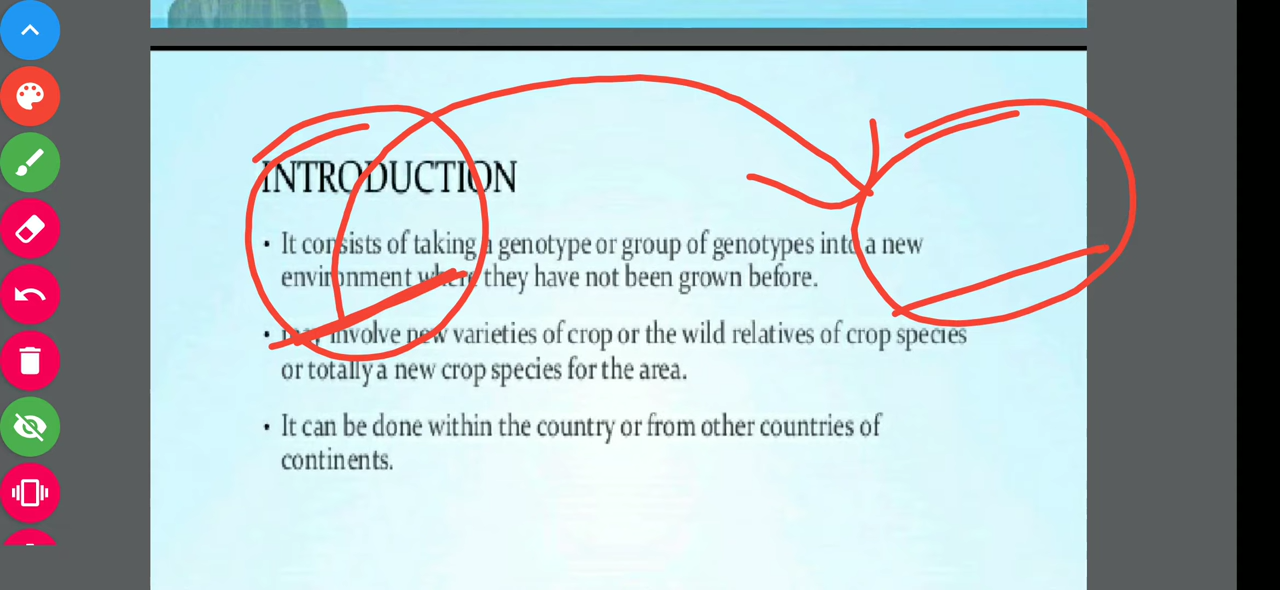 INTRODUCTION
• It consists of taking a genotype or group of genotypes into a new
environment where they have not been grown before.
• may involve new varieties of crop or the wild relatives of crop species
or totally a new crop species for the area.
• It can be done within the country or from other countries of
continents.